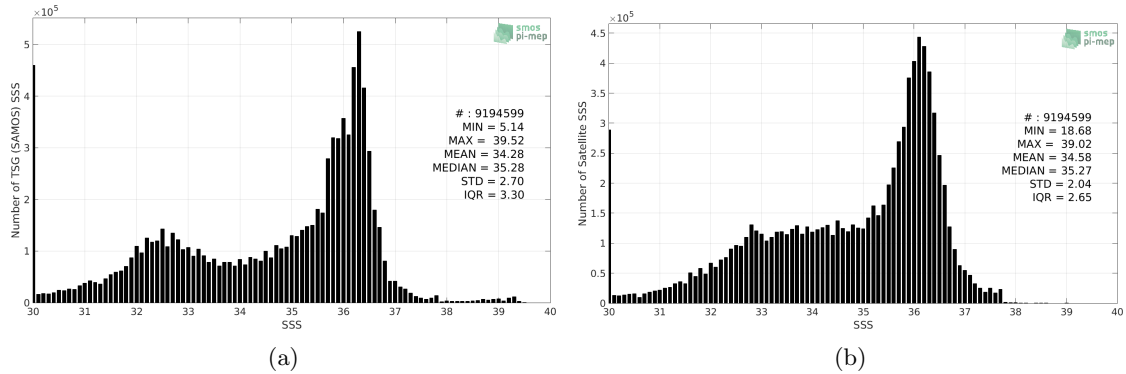 ×10⁵
5
4
3
2
1
0
Number of TSG (SAMOS) SSS
smos
pi-mep
# : 9194599
MIN = 5.14
MAX = 39.52
MEAN = 34.28
MEDIAN = 35.28
STD = 2.70
IQR = 3.30
30 31 32 33 34 35 36 37 38 39 40
SSS
(a)
×10⁵
4.5
4
3.5
3
2.5
2
1.5
1
0.5
0
Number of Satellite SSS
smos
pi-mep
# : 9194599
MIN = 18.68
MAX = 39.02
MEAN = 34.58
MEDIAN = 35.27
STD = 2.04
IQR = 2.65
30 31 32 33 34 35 36 37 38 39 40
SSS
(b)